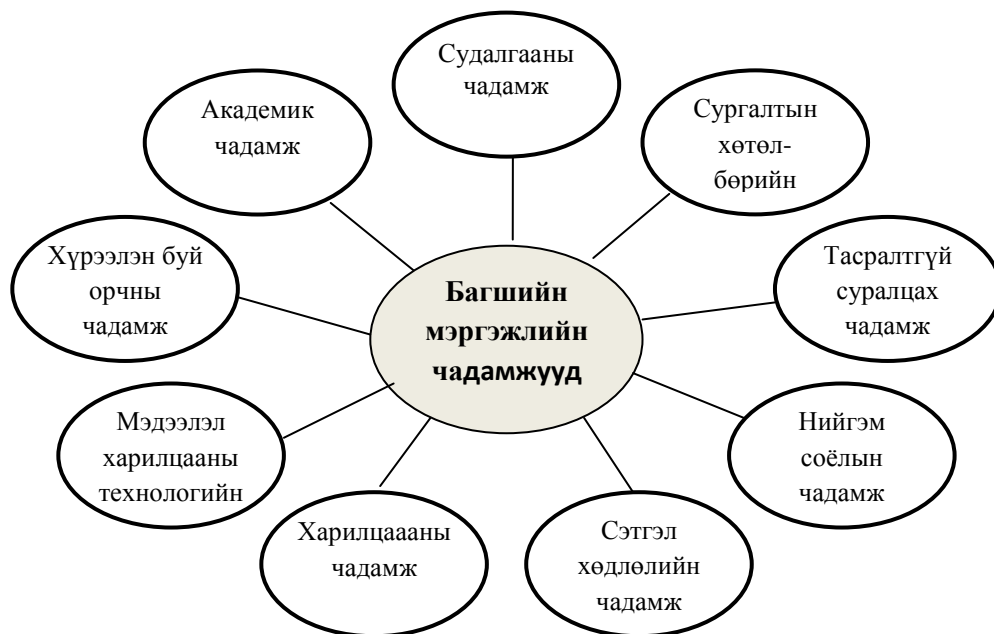 Судалгааны
чадамж
Академик
чадамж
Сургалтын
хөтөл-
бөрийн
Хүрээлэн буй
орчны
чадамж
Багшийн
мэргэжлийн
чадамжууд
Тасралтгүй
суралцах
чадамж
Мэдээлэл
харилцааны
технологийн
Нийгэм
соёлын
чадамж
Харилцаааны
чадамж
Сэтгэл
хөдлөлийн
чадамж